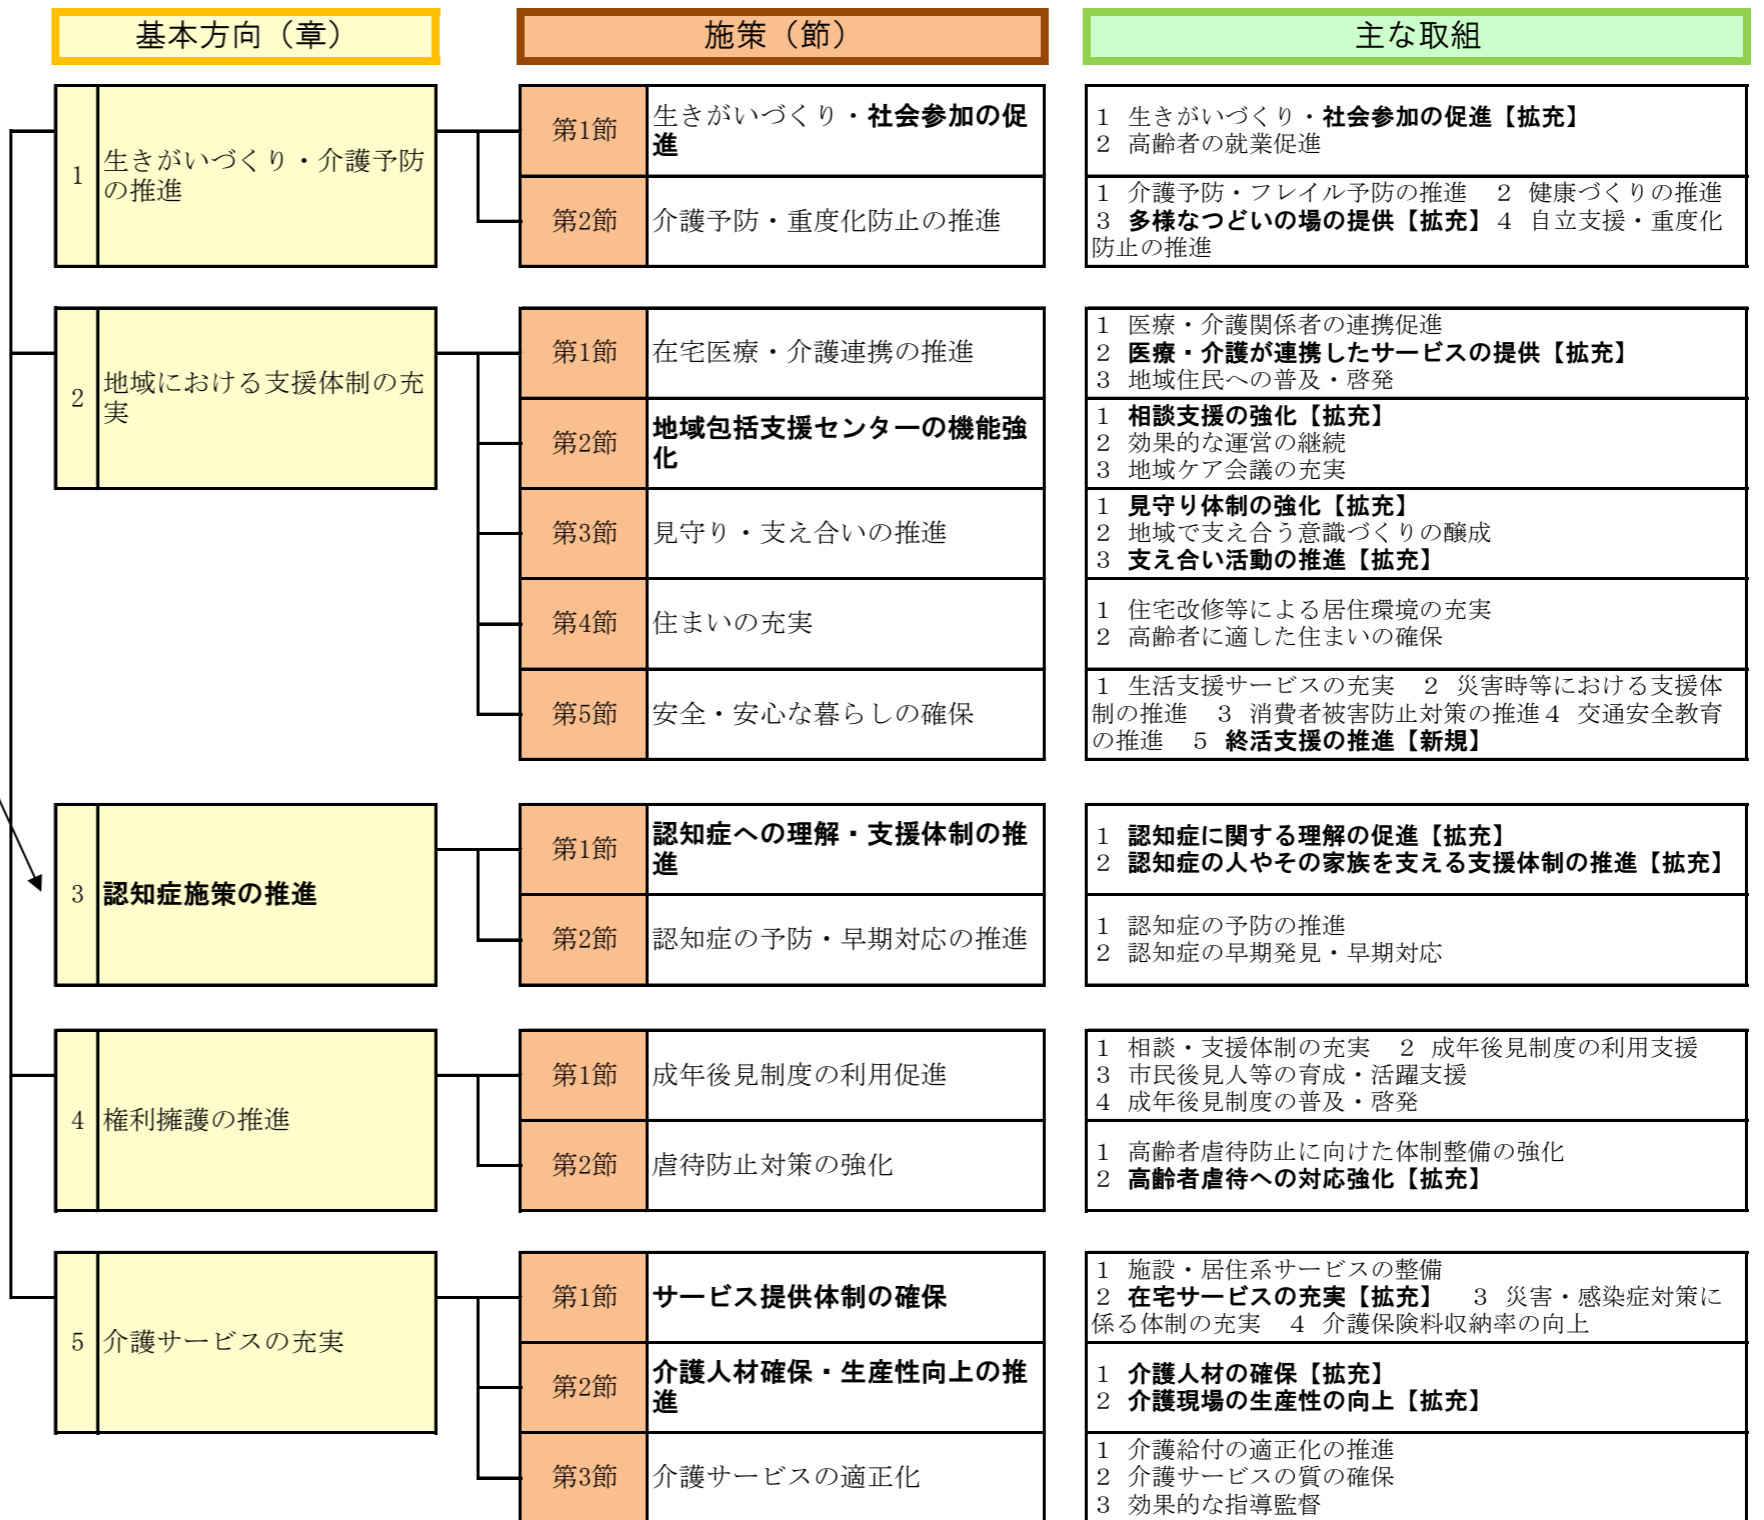 基本方向（章）
施策（節）
主な取組
1
生きがいづくり・介護予防
の推進
第1節
生きがいづくり・社会参加の促
進
1 生きがいづくり・社会参加の促進【拡充】
2 高齢者の就業促進
第2節
介護予防・重度化防止の推進
1 介護予防・フレイル予防の推進　2 健康づくりの推進
3 多様なつどいの場の提供【拡充】4 自立支援・重度化
防止の推進
2
地域における支援体制の充
実
第1節
在宅医療・介護連携の推進
1 医療・介護関係者の連携促進
2 医療・介護が連携したサービスの提供【拡充】
3 地域住民への普及・啓発
第2節
地域包括支援センターの機能強
化
1 相談支援の強化【拡充】
2 効果的な運営の継続
3 地域ケア会議の充実
第3節
見守り・支え合いの推進
1 見守り体制の強化【拡充】
2 地域で支え合う意識づくりの醸成
3 支え合い活動の推進【拡充】
第4節
住まいの充実
1 住宅改修等による居住環境の充実
2 高齢者に適した住まいの確保
第5節
安全・安心な暮らしの確保
1 生活支援サービスの充実　2 災害時等における支援体
制の推進　3 消費者被害防止対策の推進4 交通安全教育
の推進　5 終活支援の推進【新規】
3
認知症施策の推進
第1節
認知症への理解・支援体制の推
進
1 認知症に関する理解の促進【拡充】
2 認知症の人やその家族を支える支援体制の推進【拡充】
第2節
認知症の予防・早期対応の推進
1 認知症の予防の推進
2 認知症の早期発見・早期対応
4
権利擁護の推進
第1節
成年後見制度の利用促進
1 相談・支援体制の充実　2 成年後見制度の利用支援
3 市民後見人等の育成・活躍支援
4 成年後見制度の普及・啓発
第2節
虐待防止対策の強化
1 高齢者虐待防止に向けた体制整備の強化
2 高齢者虐待への対応強化【拡充】
5
介護サービスの充実
第1節
サービス提供体制の確保
1 施設・居住系サービスの整備
2 在宅サービスの充実【拡充】　3 災害・感染症対策に
係る体制の充実　4 介護保険料収納率の向上
第2節
介護人材確保・生産性向上の推
進
1 介護人材の確保【拡充】
2 介護現場の生産性の向上【拡充】
第3節
介護サービスの適正化
1 介護給付の適正化の推進
2 介護サービスの質の確保
3 効果的な指導監督